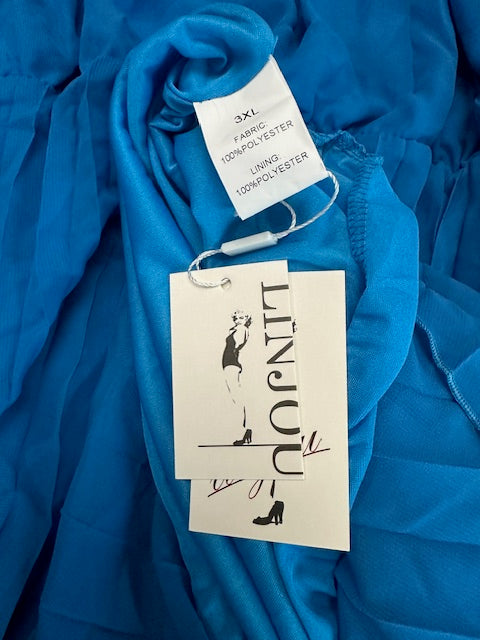 3XL
FABRIC:
100%POLYESTER
LINING:
100%POLYESTER
LINJOU